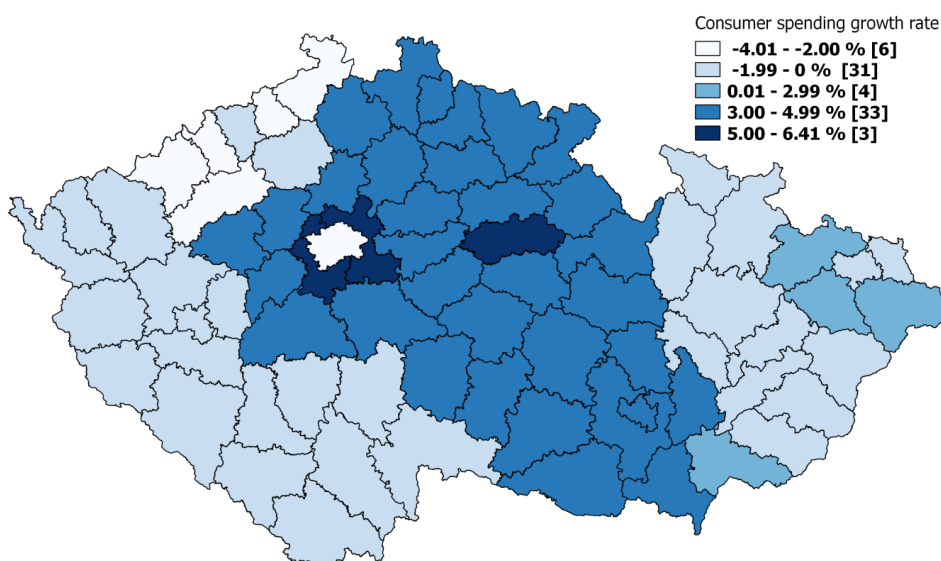 Consumer spending growth rate
-4.01 - -2.00 % [6]
-1.99 - 0 % [31]
0.01 - 2.99 % [4]
3.00 - 4.99 % [33]
5.00 - 6.41 % [3]